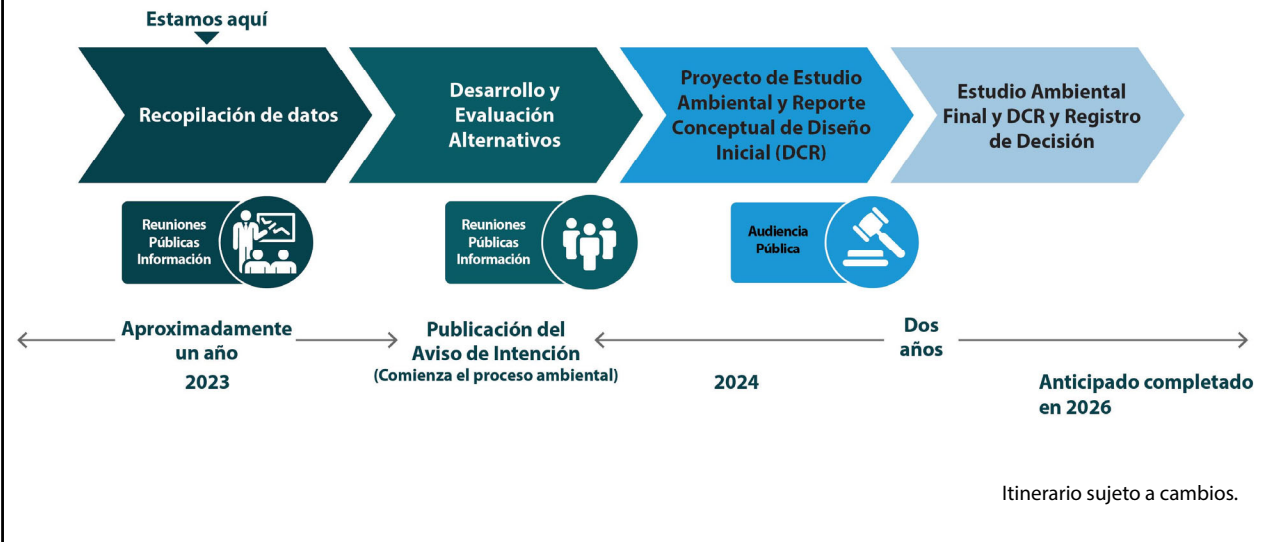 Estamos aquí
Recopilación de datos
Desarrollo y
Evaluación
Alternativos
Proyecto de Estudio
Ambiental y Reporte
Conceptual de Diseño
Inicial (DCR)
Estudio Ambiental
Final y DCR y Registro
de Decisión
Reuniones
Públicas
Información
Reuniones
Públicas
Información
Audiencia
Pública
Aproximadamente
un año
2023
Publicación del
Aviso de Intención
(Comienza el proceso ambiental)
Dos
años
2024
Anticipado completado
en 2026
Itinerario sujeto a cambios.